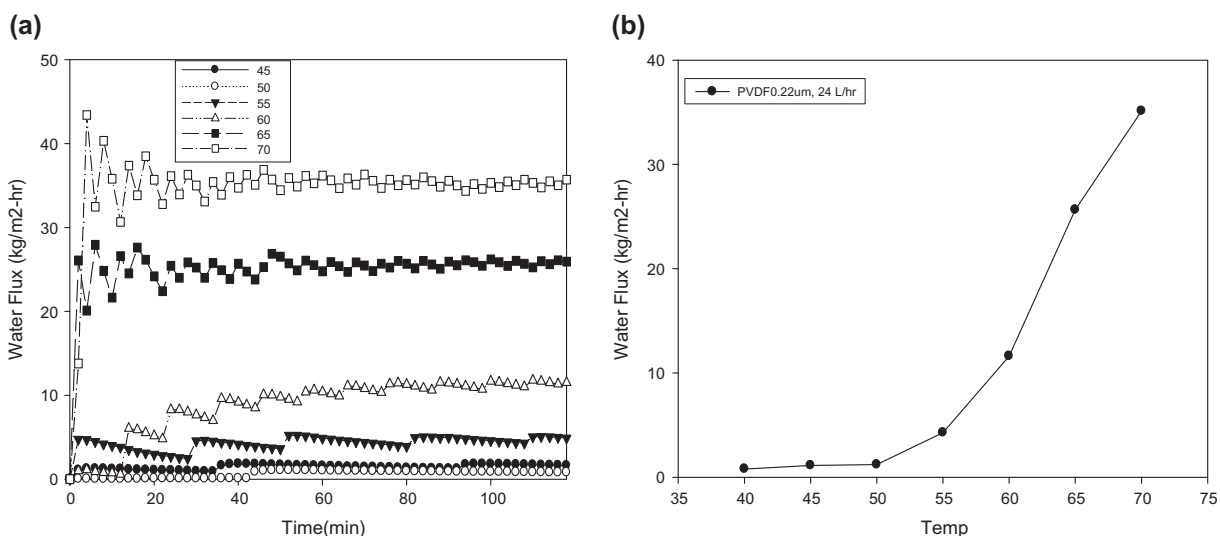 (a)
50
40
30
20
10
0
Water Flux (kg/m2-hr)
45
50
55
60
65
70
0 20 40 60 80 100
Time(min)
(b)
40
30
20
10
0
Water Flux (kg/m2-hr)
PVDF0.22um, 24 L/hr
35 40 45 50 55 60 65 70 75
Temp